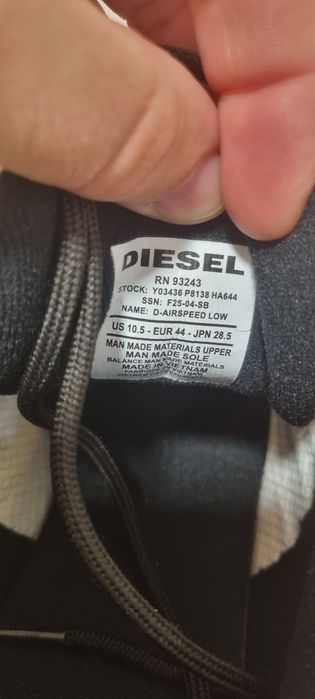 DIESEL
RN 93243
STOCK: Y03436 P8138 HA644
SSN: F25-04-SB
NAME: D-AIRSPEED LOW
US 10.5 - EUR 44 - JPN 28.5
MAN MADE MATERIALS UPPER
MAN MADE SOLE
BALANCE MAN MADE MATERIALS
MADE IN VIETNAM
VIETNAM